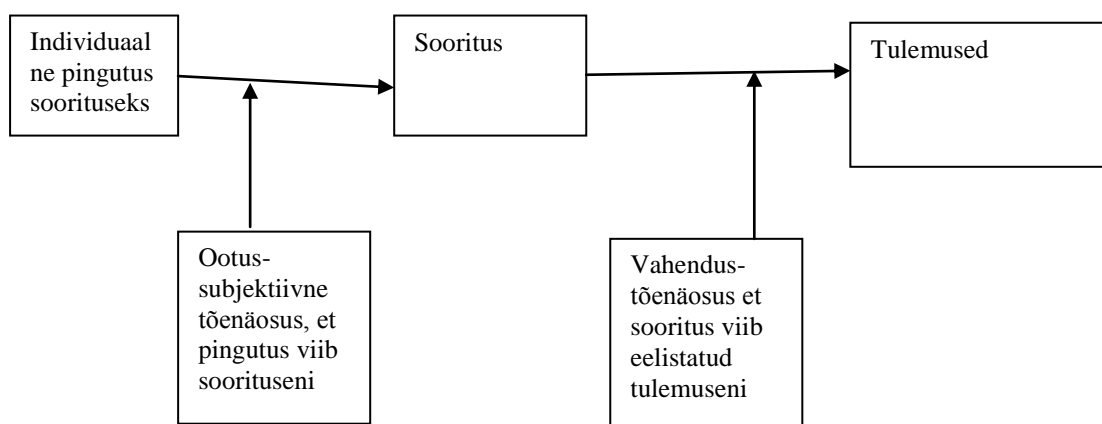 Individuaal
ne pingutus
soorituseks
Sooritus
Tulemused
Ootus-
subjektiivne
tõenäosus, et
pingutus viib
soorituseni
Vahendus-
tõenäosus et
sooritus viib
eelistatud
tulemuseni